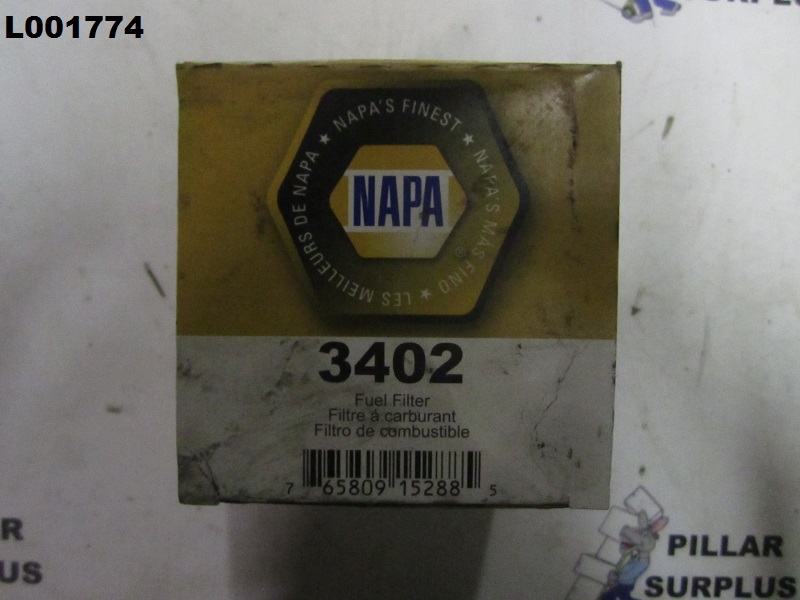 L001774
RPLUS
NAPA'S FINEST ★ NAPA'S MAS FINO ★ LES MEILLEURS DE NAPA ★
NAPA
®
3402
Fuel Filter
Filtre á carburant
Filtro de combustible
7 65809 15288 5
R
US
PILLAR
SURPLUS